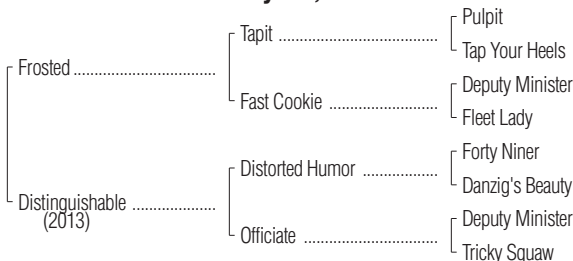 Pulpit
Tapit
Tap Your Heels
Frosted
Deputy Minister
Fast Cookie
Fleet Lady
Forty Niner
Distorted Humor
Danzig's Beauty
Distinguishable
(2013)
Deputy Minister
Officiate
Tricky Squaw